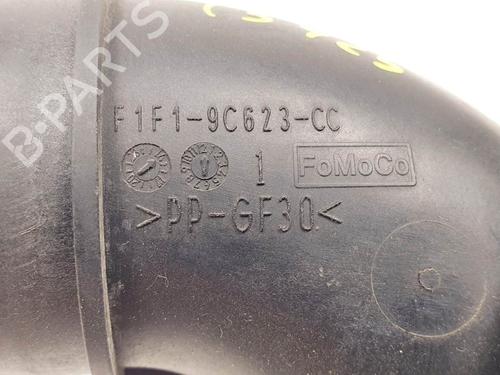 B-PARTS
F1F1-9C623-CC
1 FoMoCo
>PP-GF30<